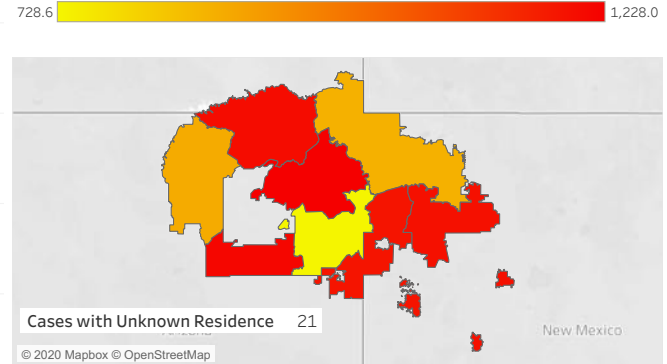 728.6 1,228.0
Cases with Unknown Residence 21
New Mexico
© 2020 Mapbox © OpenStreetMap